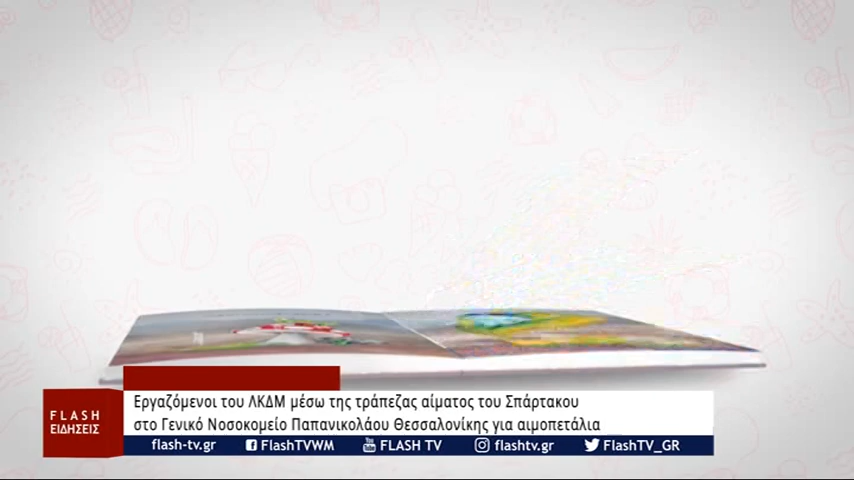 Εργαζόμενοι του ΛΚΔΜ μέσω της τράπεζας αίματος του Σπάρτακου
στο Γενικό Νοσοκομείο Παπανικολάου Θεσσαλονίκης για αιμοπετάλια
FLASH
ΕΙΔΗΣΕΙΣ
flash-tv.gr FlashTVWM FLASH TV flashtv.gr FlashTV_GR